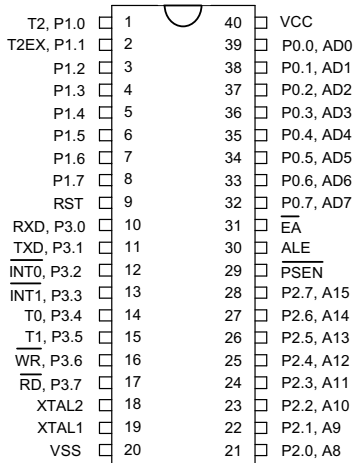 T2, P1.0 1 40 VCC
T2EX, P1.1 2 39 P0.0, AD0
P1.2 3 38 P0.1, AD1
P1.3 4 37 P0.2, AD2
P1.4 5 36 P0.3, AD3
P1.5 6 35 P0.4, AD4
P1.6 7 34 P0.5, AD5
P1.7 8 33 P0.6, AD6
RST 9 32 P0.7, AD7
RXD, P3.0 10 31 EA
TXD, P3.1 11 30 ALE
INT0, P3.2 12 29 PSEN
INT1, P3.3 13 28 P2.7, A15
T0, P3.4 14 27 P2.6, A14
T1, P3.5 15 26 P2.5, A13
WR, P3.6 16 25 P2.4, A12
RD, P3.7 17 24 P2.3, A11
XTAL2 18 23 P2.2, A10
XTAL1 19 22 P2.1, A9
VSS 20 21 P2.0, A8